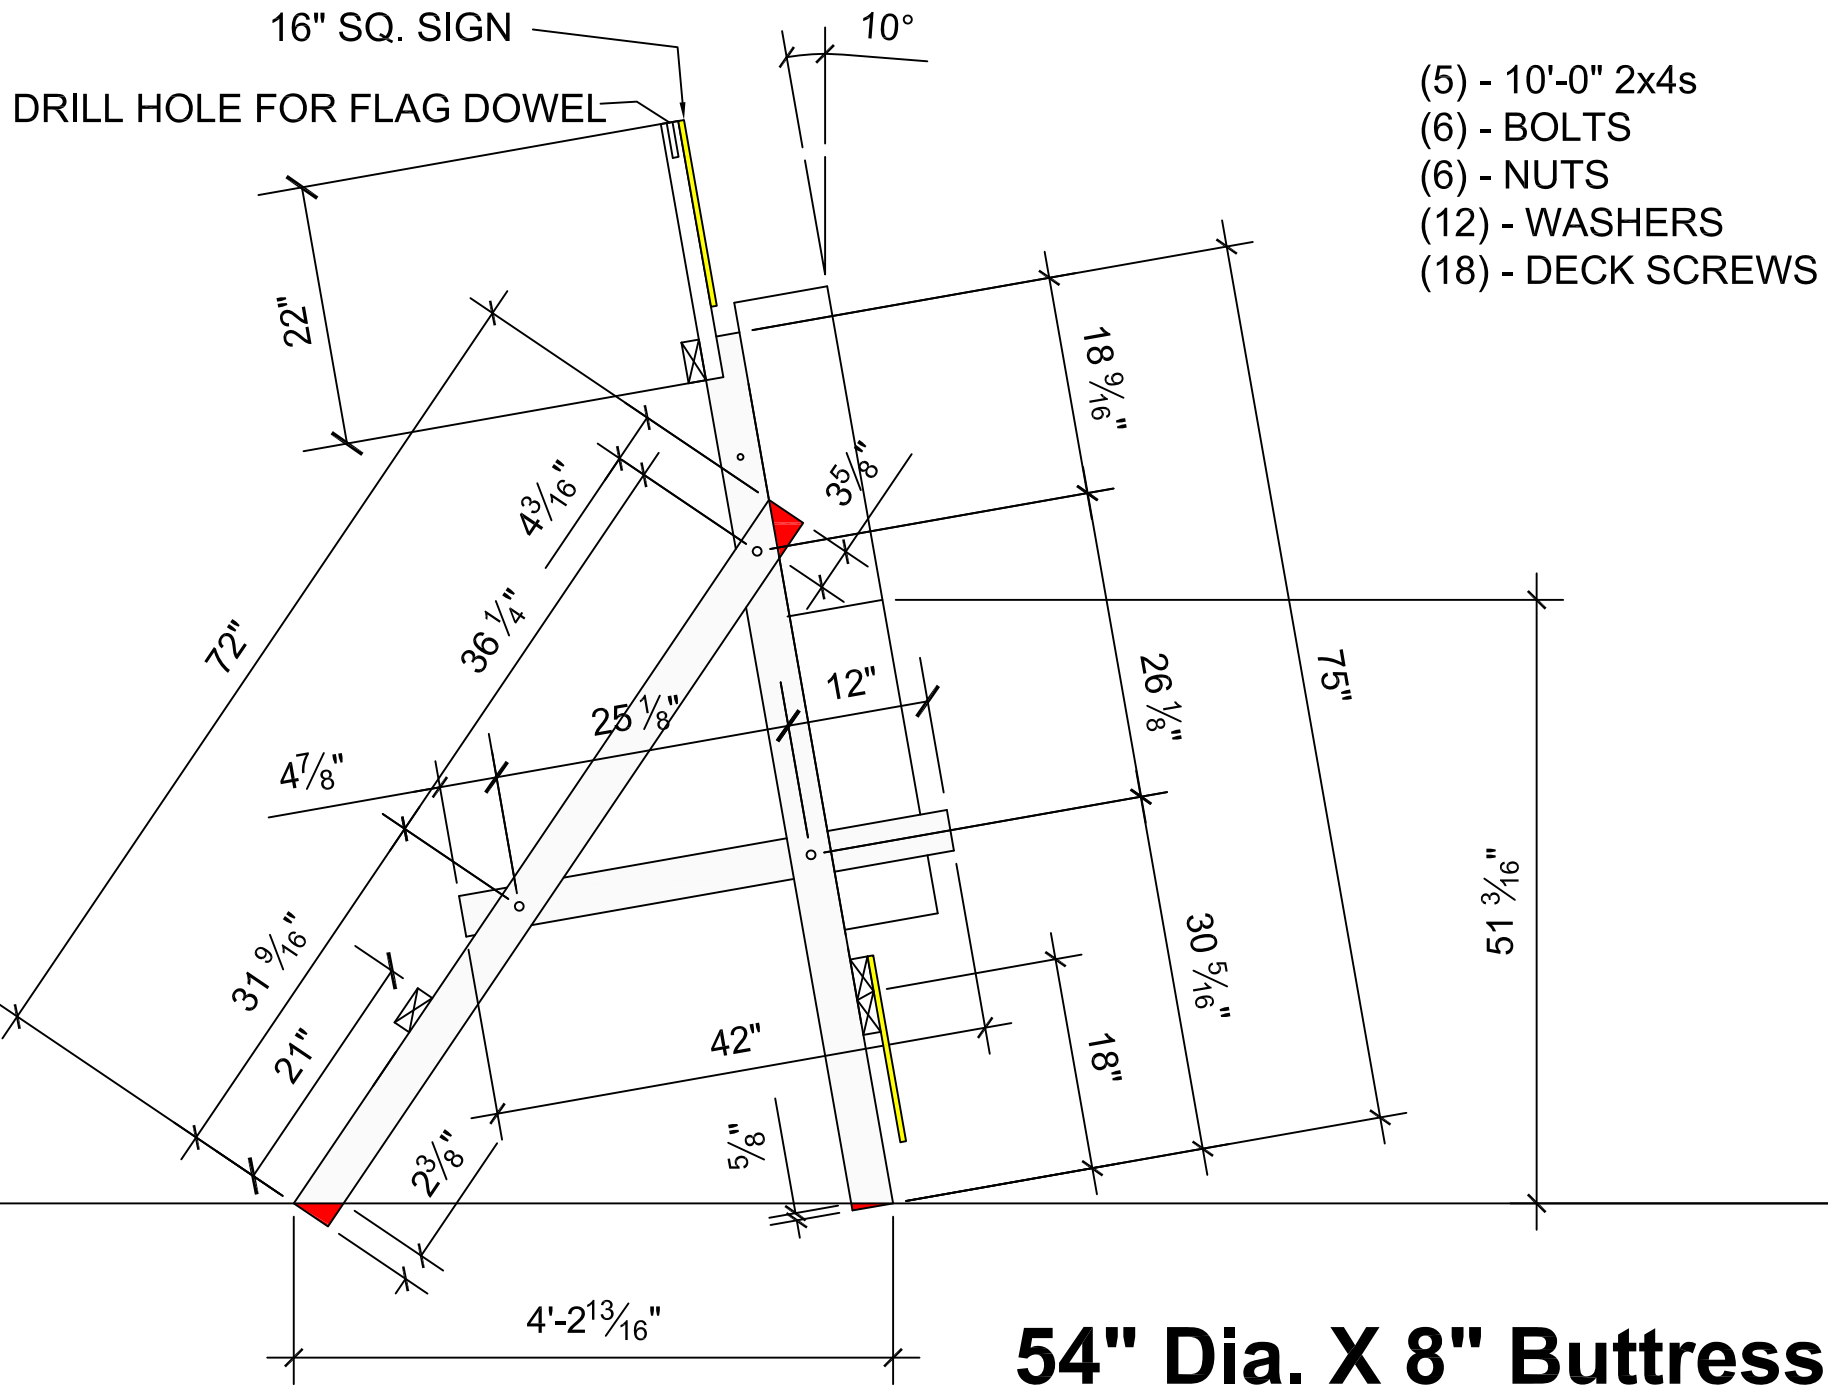 16" SQ. SIGN
10°
DRILL HOLE FOR FLAG DOWEL
(5) - 10'-0" 2x4s
(6) - BOLTS
(6) - NUTS
(12) - WASHERS
(18) - DECK SCREWS
22"
18 9/16"
4 3/16"
3 5/8"
72"
36 1/4"
25 1/8"
12"
26 1/8"
75"
4 7/8"
51 3/16"
31 9/16"
30 5/16"
21"
42"
18"
2 3/8"
5/8"
4'-2 13/16"
54" Dia. X 8" Buttress